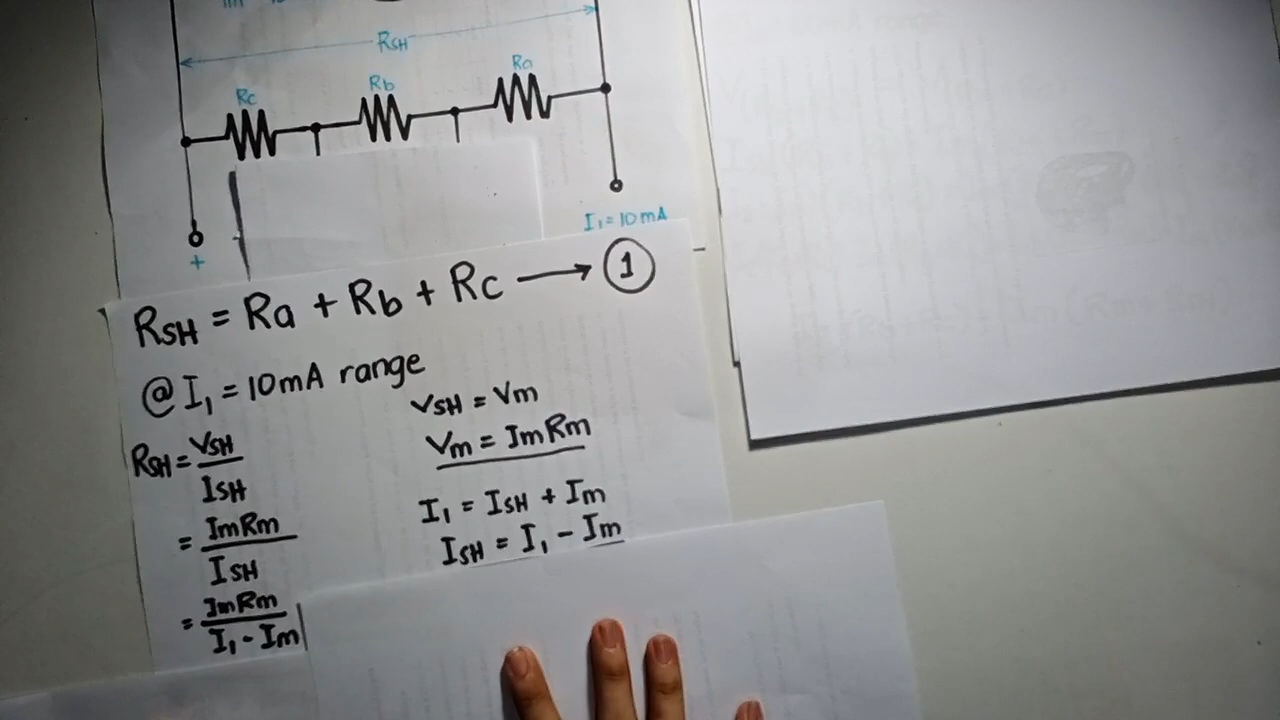 RSH
Rc
Rb
Ra
I1 = 10mA
+
RSH = Ra + Rb + Rc → 1
@ I1 = 10mA range
VSH = Vm
Vm = ImRm
RSH = VSH / ISH
= ImRm / ISH
= ImRm / I1 - Im
I1 = ISH + Im
ISH = I1 - Im